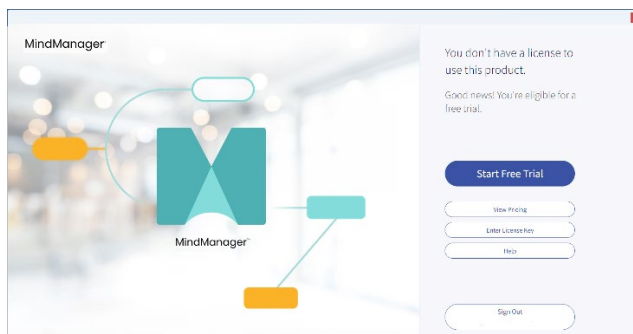 MindManager
MindManager
You don't have a license to
use this product.
Good news! You're eligible for a
free trial.
Start Free Trial
View Pricing
Enter License Key
Help
Sign Out